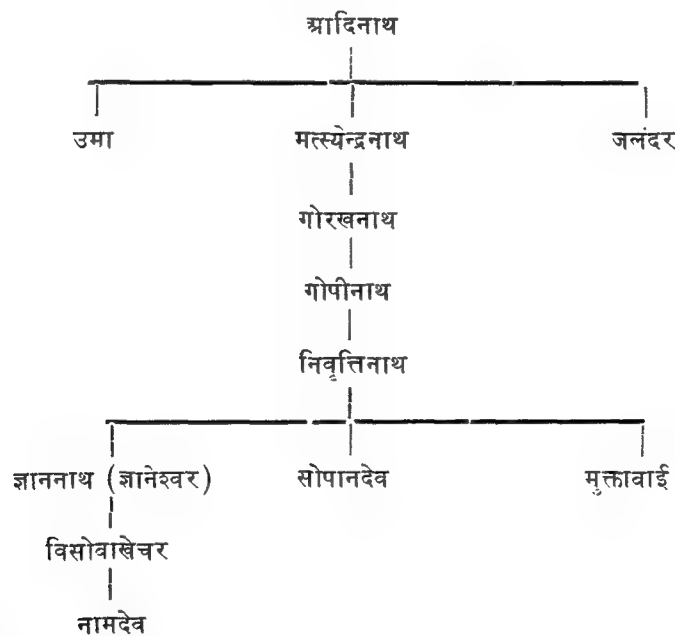 आदिनाथ
उमा मत्स्येन्द्रनाथ जलंदर
गोरखनाथ
गोपीनाथ
निवृत्तिनाथ
ज्ञाननाथ (ज्ञानेश्वर) सोपानदेव मुक्तावाई
विसोवाखेचर
नामदेव